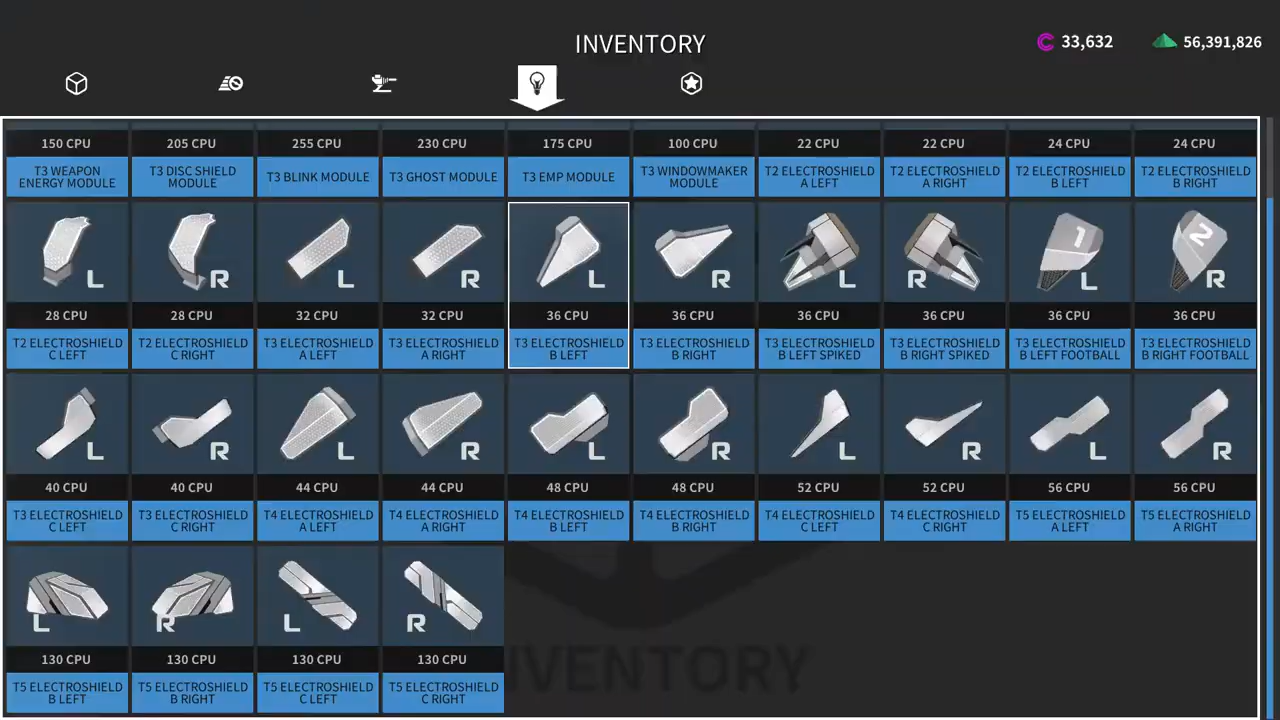 INVENTORY
33,632
56,391,826
150 CPU
205 CPU
255 CPU
230 CPU
175 CPU
100 CPU
22 CPU
22 CPU
24 CPU
24 CPU
T3 WEAPON
ENERGY MODULE
T3 DISC SHIELD
MODULE
T3 BLINK MODULE
T3 GHOST MODULE
T3 EMP MODULE
T3 WINDOWMAKER
MODULE
T2 ELECTROSHIELD
A LEFT
T2 ELECTROSHIELD
A RIGHT
T2 ELECTROSHIELD
B LEFT
T2 ELECTROSHIELD
B RIGHT
L
R
L
R
L
R
L
R
1
L
2
R
28 CPU
28 CPU
32 CPU
32 CPU
36 CPU
36 CPU
36 CPU
36 CPU
36 CPU
36 CPU
T2 ELECTROSHIELD
C LEFT
T2 ELECTROSHIELD
C RIGHT
T3 ELECTROSHIELD
A LEFT
T3 ELECTROSHIELD
A RIGHT
T3 ELECTROSHIELD
B LEFT
T3 ELECTROSHIELD
B RIGHT
T3 ELECTROSHIELD
B LEFT SPIKED
T3 ELECTROSHIELD
B RIGHT SPIKED
T3 ELECTROSHIELD
B LEFT FOOTBALL
T3 ELECTROSHIELD
B RIGHT FOOTBALL
L
R
L
R
L
R
L
R
L
R
40 CPU
40 CPU
44 CPU
44 CPU
48 CPU
48 CPU
52 CPU
52 CPU
56 CPU
56 CPU
T3 ELECTROSHIELD
C LEFT
T3 ELECTROSHIELD
C RIGHT
T4 ELECTROSHIELD
A LEFT
T4 ELECTROSHIELD
A RIGHT
T4 ELECTROSHIELD
B LEFT
T4 ELECTROSHIELD
B RIGHT
T4 ELECTROSHIELD
C LEFT
T4 ELECTROSHIELD
C RIGHT
T5 ELECTROSHIELD
A LEFT
T5 ELECTROSHIELD
A RIGHT
L
R
L
R
130 CPU
130 CPU
130 CPU
130 CPU
T5 ELECTROSHIELD
B LEFT
T5 ELECTROSHIELD
B RIGHT
T5 ELECTROSHIELD
C LEFT
T5 ELECTROSHIELD
C RIGHT
NVENTORY